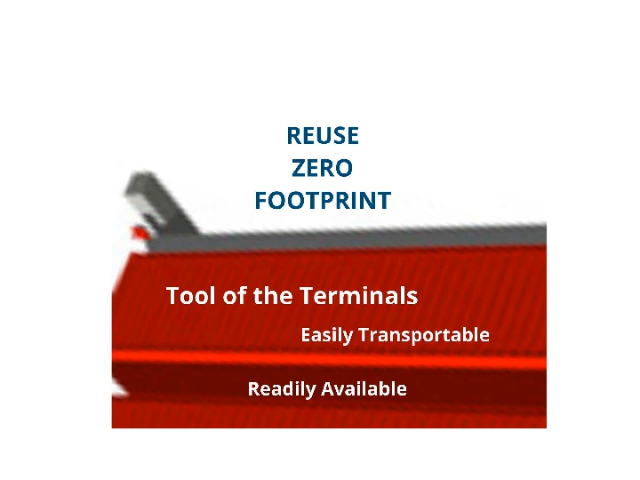 REUSE
ZERO
FOOTPRINT
Tool of the Terminals
Easily Transportable
Readily Available